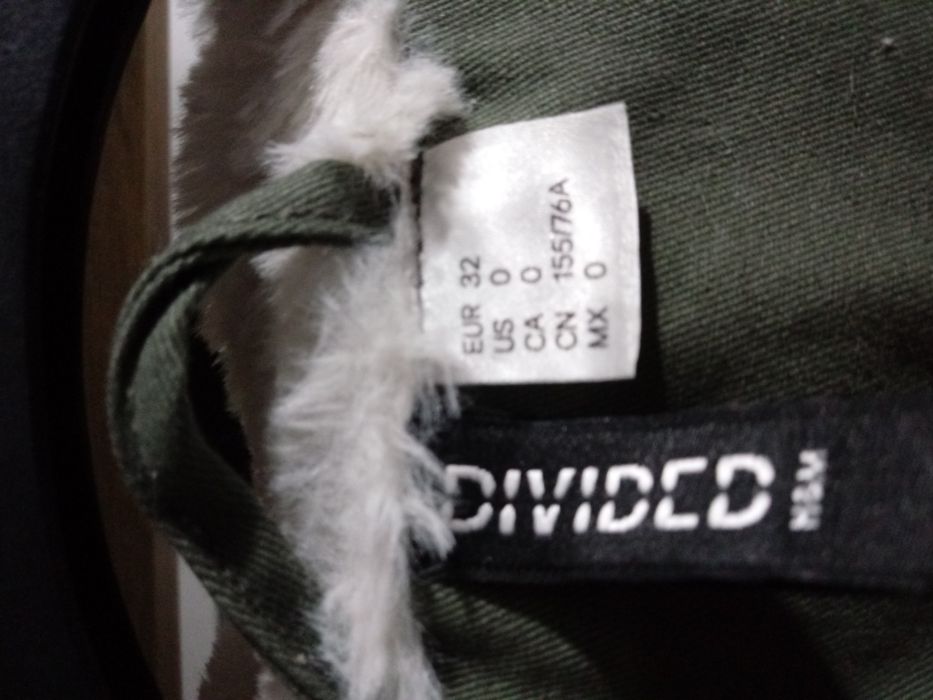 EUR 32
US 0
CA 0
CN 155/76A
MX 0
DIVIDED
H&M